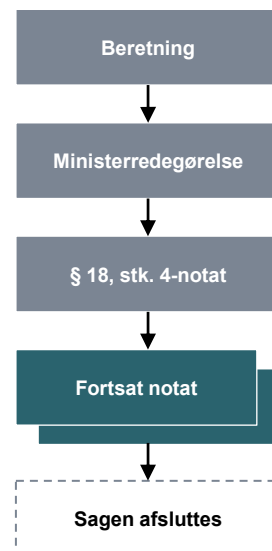 Beretning
Ministerredegørelse
§ 18, stk. 4-notat
Fortsat notat
Sagen afsluttes